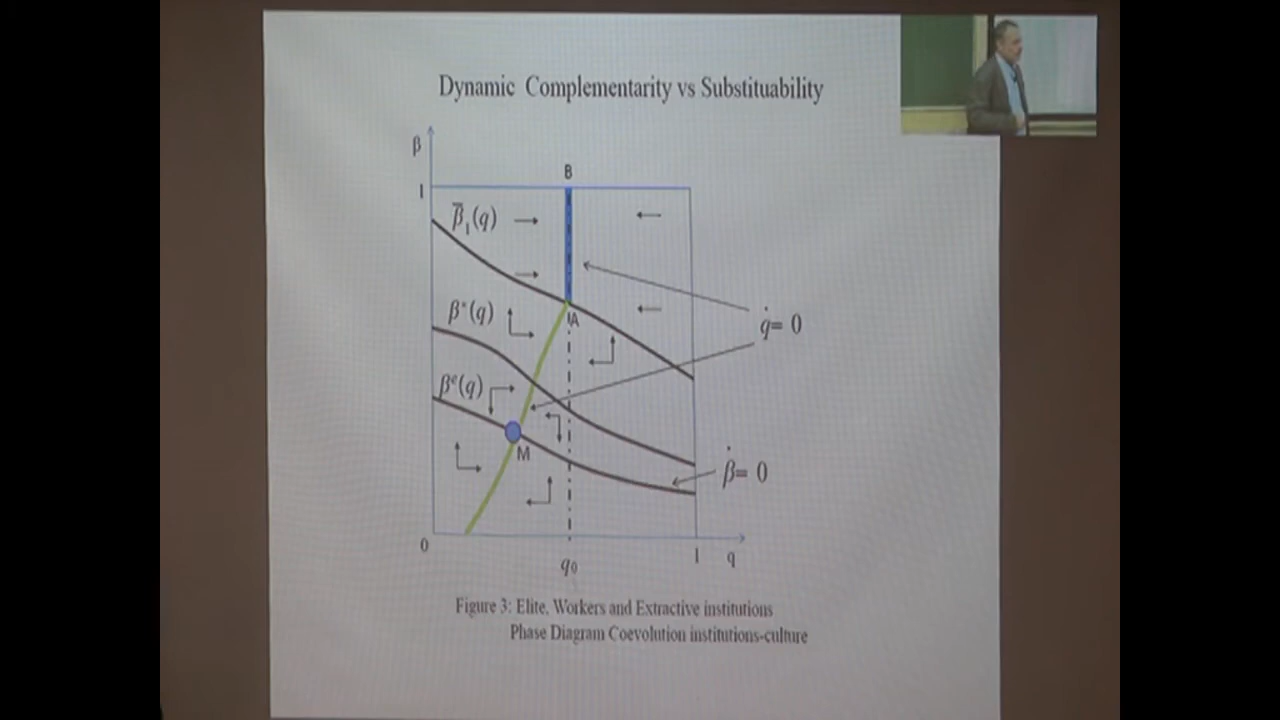 Dynamic Complementarity vs Substituability
β
B
1
β̅₁(q)
A
β*(q)
q̇= 0
βᵉ(q)
M
β̇= 0
0
q₀
1
q
Figure 3: Elite, Workers and Extractive institutions
Phase Diagram Coevolution institutions-culture